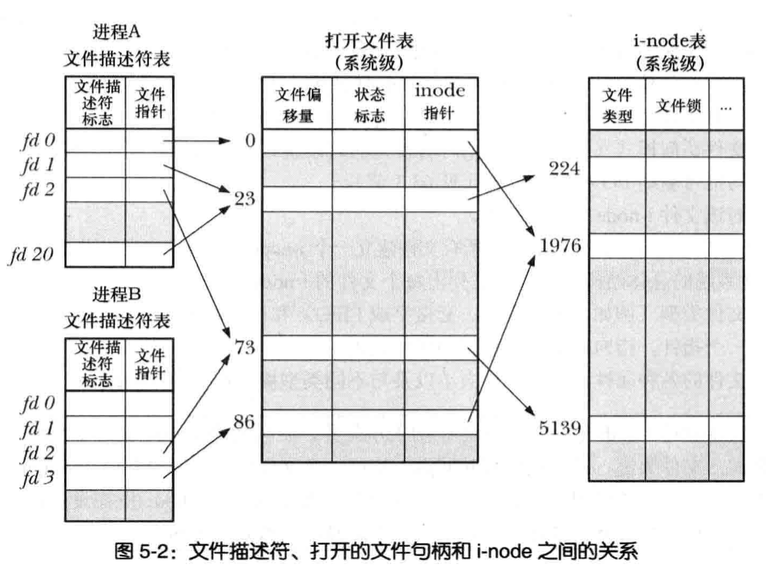 进程A
文件描述符表
文件描
述符
标志
文件
指针
fd 0
fd 1
fd 2
fd 20
进程B
文件描述符表
文件描
述符
标志
文件
指针
fd 0
fd 1
fd 2
fd 3
打开文件表
(系统级)
文件偏
移量
状态
标志
inode
指针
0
23
73
86
i-node表
(系统级)
文件
类型
文件锁
...
224
1976
5139
图 5-2：文件描述符、打开的文件句柄和 i-node 之间的关系